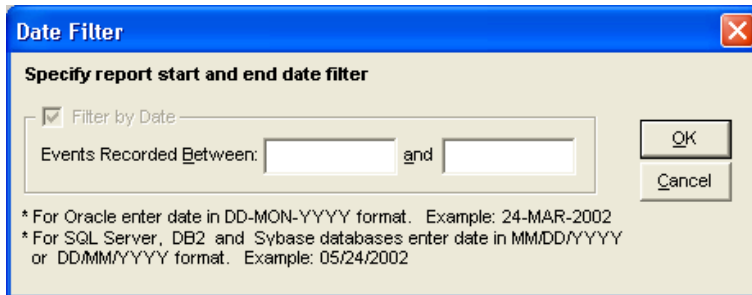 Date Filter
Specify report start and end date filter
Filter by Date
Events Recorded Between: and
OK
Cancel
* For Oracle enter date in DD-MON-YYYY format. Example: 24-MAR-2002
* For SQL Server, DB2 and Sybase databases enter date in MM/DD/YYYY
or DD/MM/YYYY format. Example: 05/24/2002